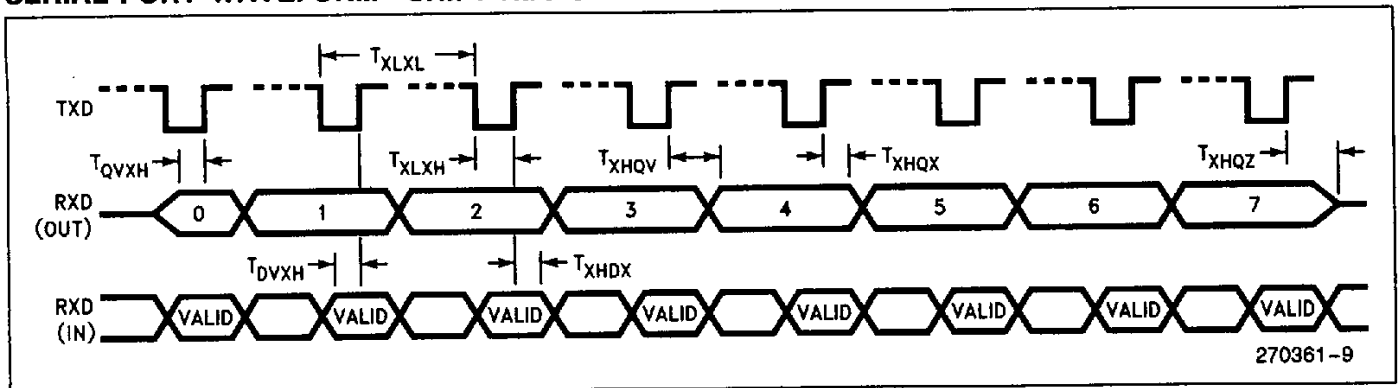 T_XLXL
TXD
T_QVXH T_XLXH T_XHQV T_XHQX T_XHQZ
RXD (OUT) 0 1 2 3 4 5 6 7
T_DVXH T_XHDX
RXD (IN) VALID VALID VALID VALID VALID VALID VALID VALID
270361-9